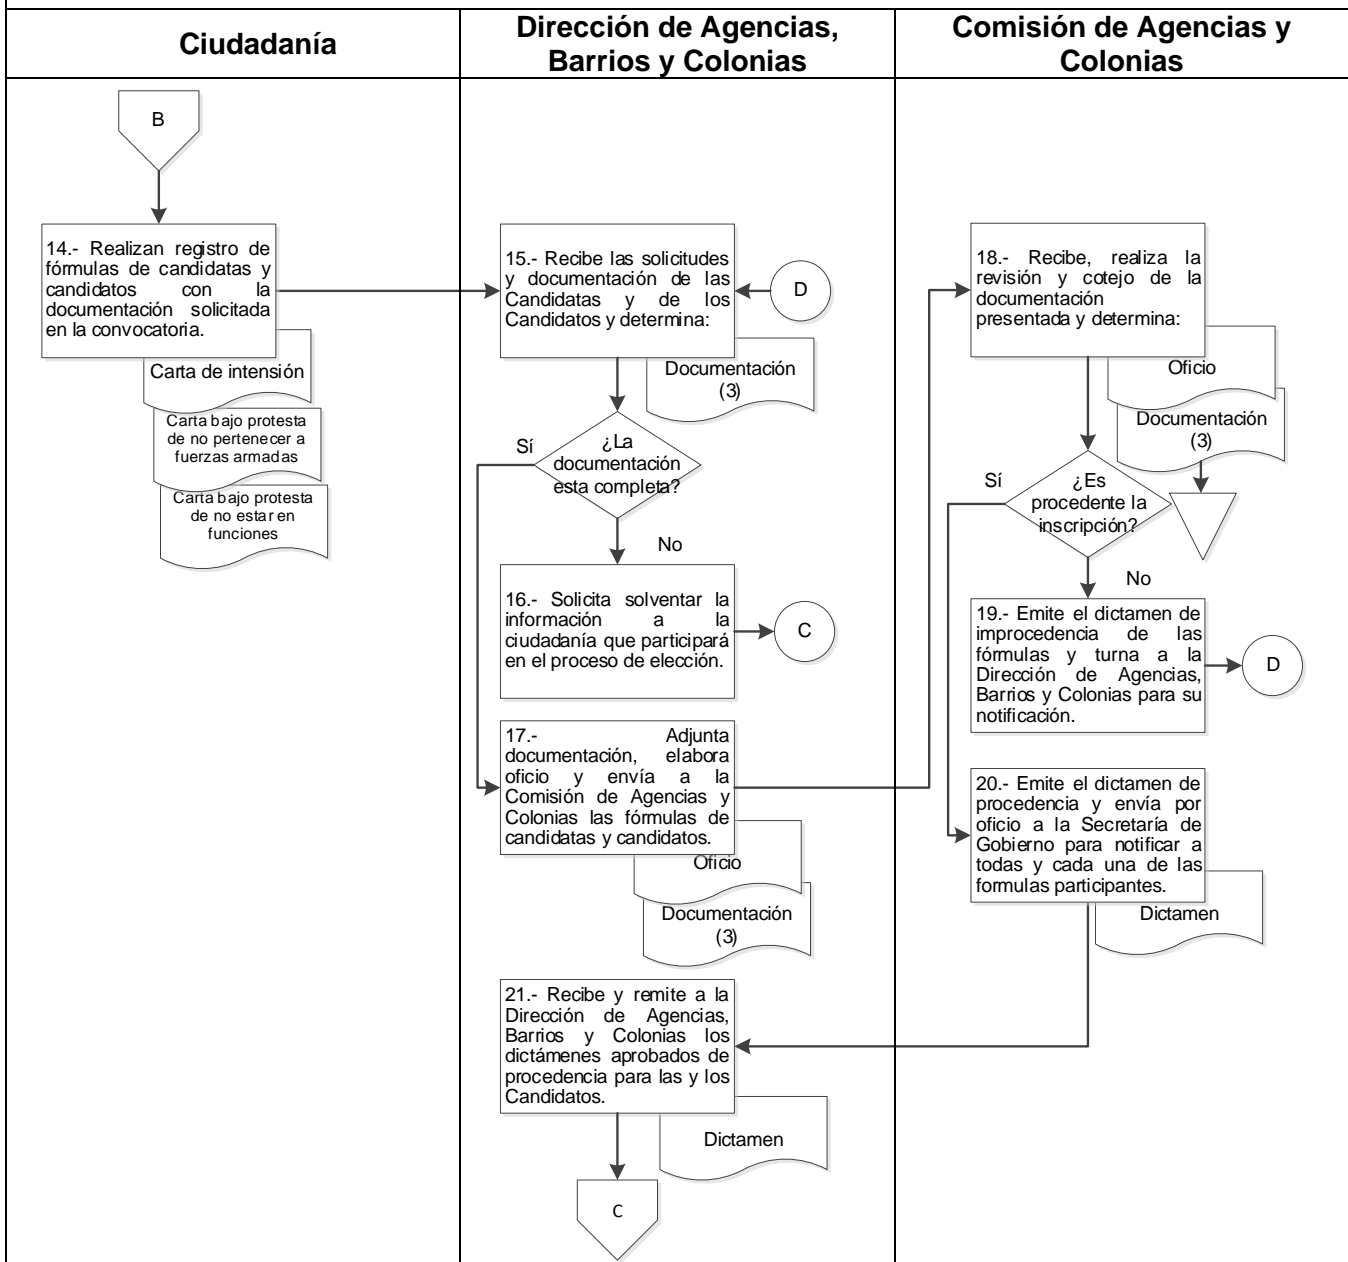 Ciudadanía
Dirección de Agencias,
Barrios y Colonias
Comisión de Agencias y
Colonias
B
14.- Realizan registro de
fórmulas de candidatas y
candidatos con la
documentación solicitada
en la convocatoria.
Carta de intensión
Carta bajo protesta
de no pertenecer a
fuerzas armadas
Carta bajo protesta
de no estar en
funciones
15.- Recibe las solicitudes
y documentación de las
Candidatas y de los
Candidatos y determina:
D
Documentación
(3)
Sí
¿La
documentación
esta completa?
No
16.- Solicita solventar la
información a la
ciudadanía que participará
en el proceso de elección.
C
17.- Adjunta
documentación, elabora
oficio y envía a la
Comisión de Agencias y
Colonias las fórmulas de
candidatas y candidatos.
Oficio
Documentación
(3)
18.- Recibe, realiza la
revisión y cotejo de la
documentación
presentada y determina:
Oficio
Documentación
(3)
Sí
¿Es
procedente la
inscripción?
No
19.- Emite el dictamen de
improcedencia de las
fórmulas y turna a la
Dirección de Agencias,
Barrios y Colonias para su
notificación.
D
20.- Emite el dictamen de
procedencia y envía por
oficio a la Secretaría de
Gobierno para notificar a
todas y cada una de las
formulas participantes.
Dictamen
21.- Recibe y remite a la
Dirección de Agencias,
Barrios y Colonias los
dictámenes aprobados de
procedencia para las y los
Candidatos.
Dictamen
C